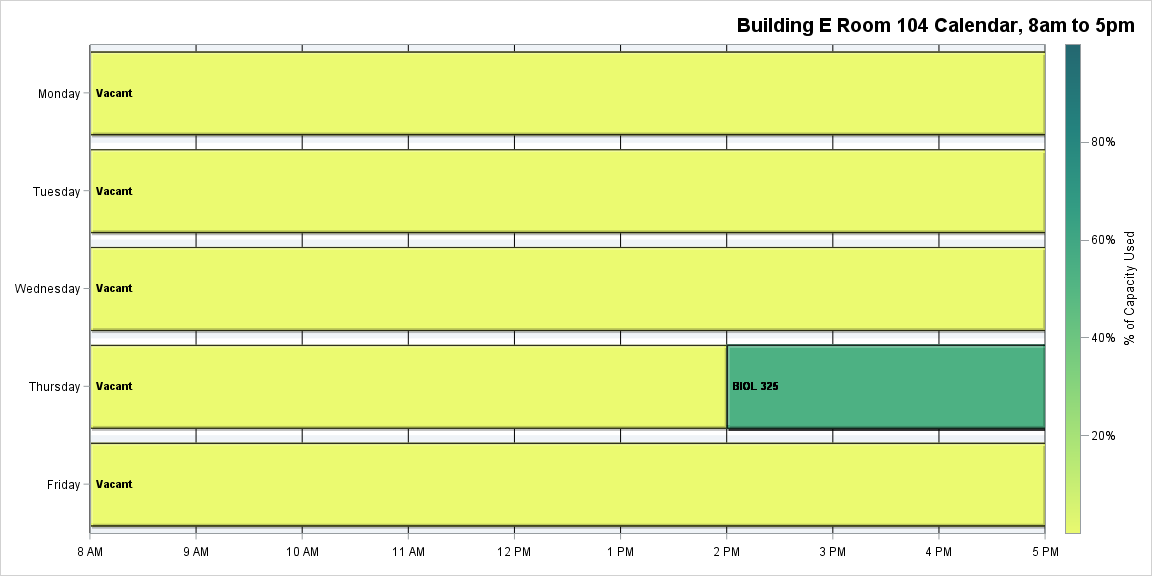 Building E Room 104 Calendar, 8am to 5pm
Monday
Vacant
Tuesday
Vacant
Wednesday
Vacant
Thursday
Vacant
BIOL 325
Friday
Vacant
8 AM
9 AM
10 AM
11 AM
12 PM
1 PM
2 PM
3 PM
4 PM
5 PM
80%
60%
40%
20%
% of Capacity Used